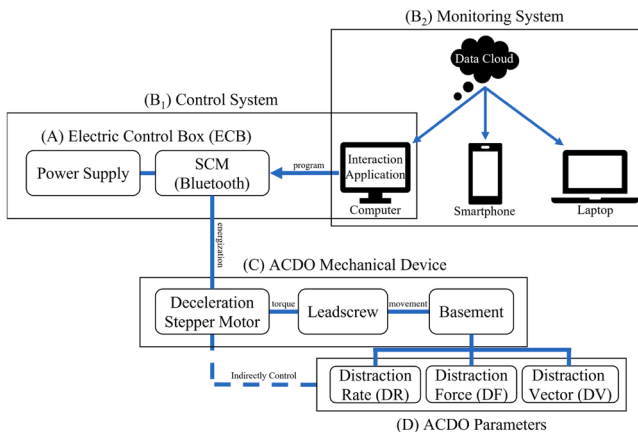 (B₂) Monitoring System
Data Cloud
(B₁) Control System
(A) Electric Control Box (ECB)
Power Supply
SCM
(Bluetooth)
program
Interaction
Application
Computer
Smartphone
Laptop
energization
(C) ACDO Mechanical Device
Deceleration
Stepper Motor
torque
Leadscrew
movement
Basement
Indirectly Control
Distraction
Rate (DR)
Distraction
Force (DF)
Distraction
Vector (DV)
(D) ACDO Parameters